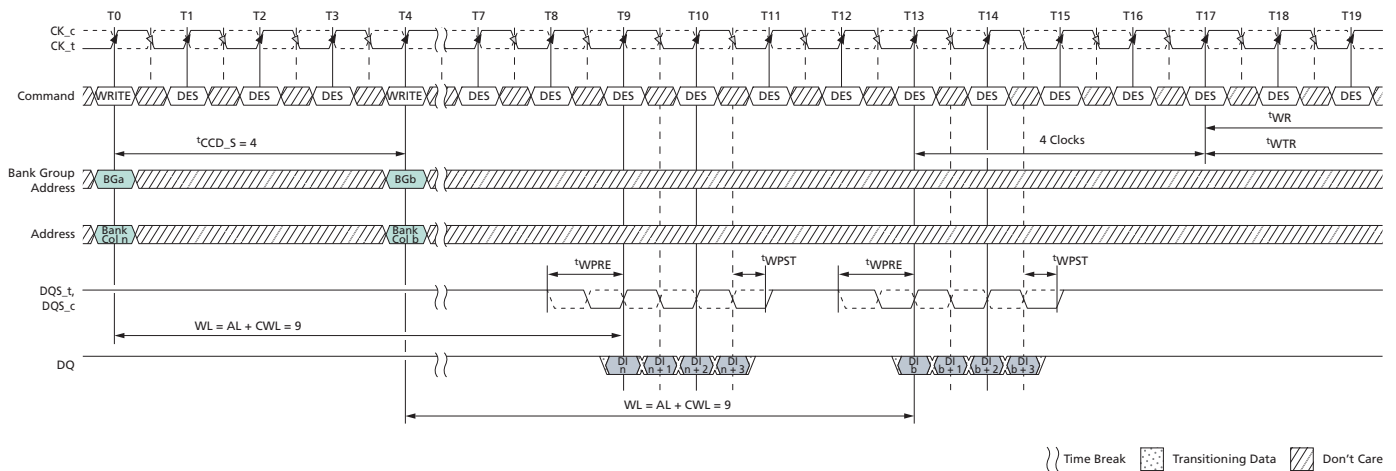 T0 T1 T2 T3 T4 T7 T8 T9 T10 T11 T12 T13 T14 T15 T16 T17 T18 T19
CK_c
CK_t
Command WRITE DES DES DES WRITE DES DES DES DES DES DES DES DES DES DES DES DES DES
tWR
tCCD_S = 4 4 Clocks tWTR
Bank Group
Address BGa BGb
Address Bank
Col n Bank
Col b
tWPRE tWPST tWPRE tWPST
DQS_t,
DQS_c
WL = AL + CWL = 9
DQ DI
n DI
n + 1 DI
n + 2 DI
n + 3 DI
b DI
b + 1 DI
b + 2 DI
b + 3
WL = AL + CWL = 9
Time Break Transitioning Data Don't Care